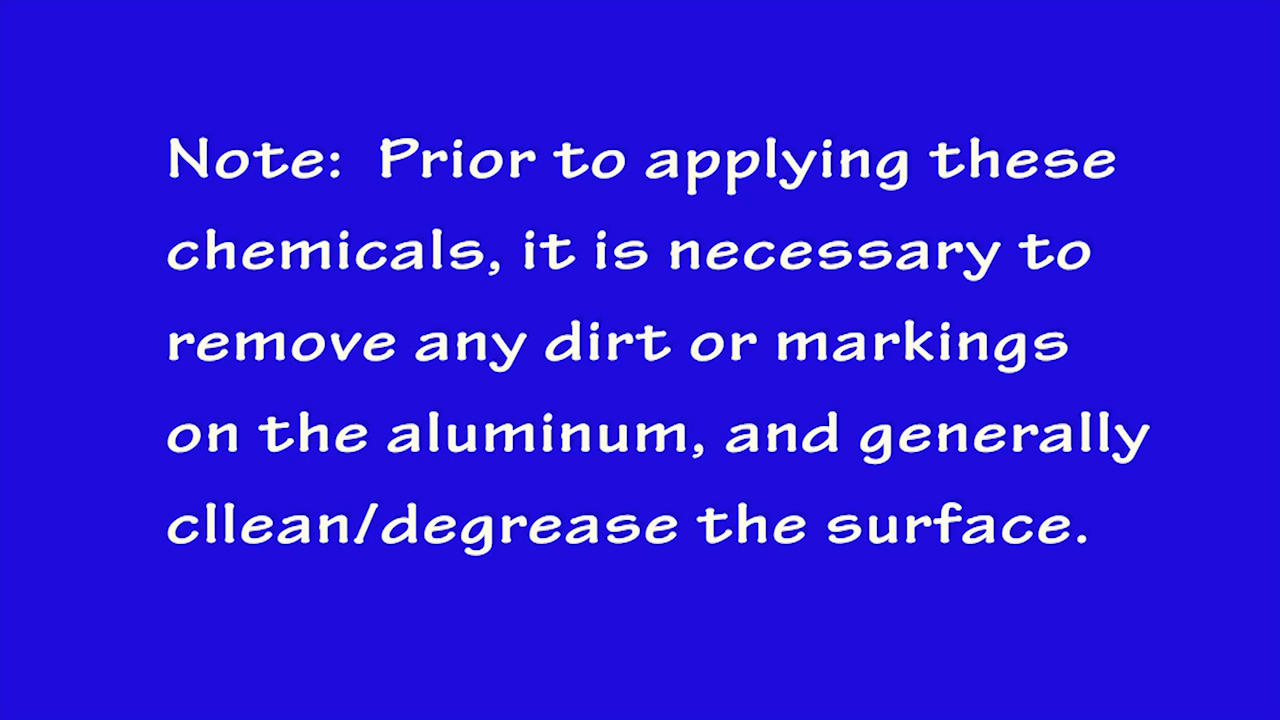 Note:  Prior to applying these
chemicals, it is necessary to
remove any dirt or markings
on the aluminum, and generally
cllean/degrease the surface.